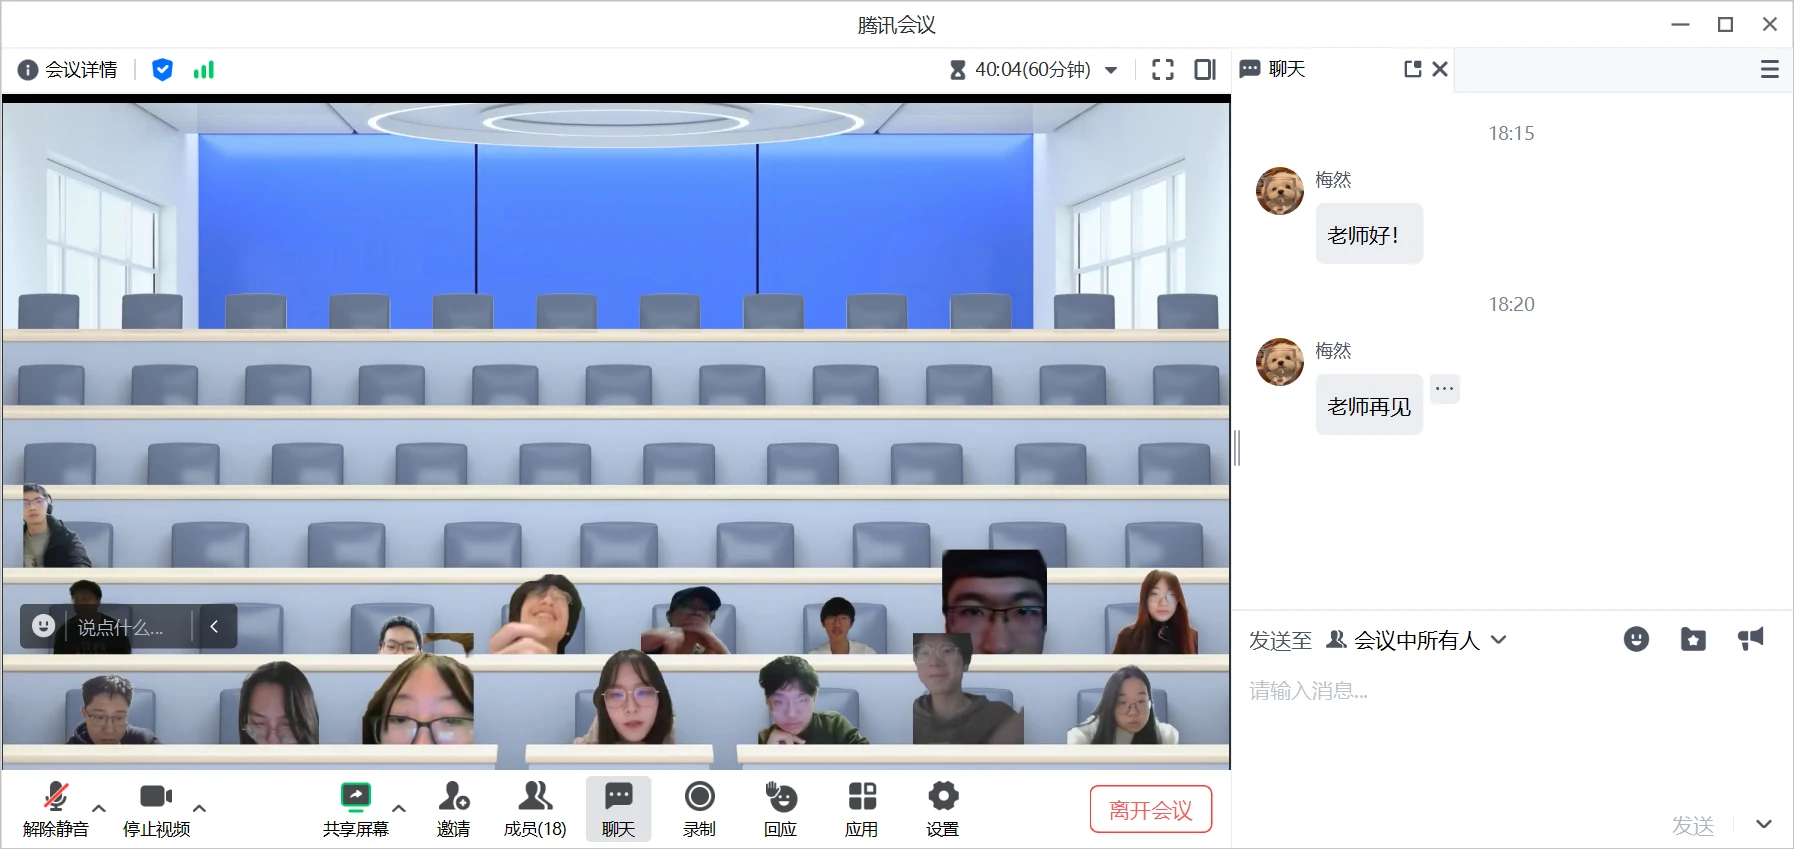 腾讯会议
会议详情
40:04(60分钟)
聊天
18:15
梅然
老师好！
18:20
梅然
老师再见
说点什么...
发送至 会议中所有人
请输入消息...
发送
解除静音
停止视频
共享屏幕
邀请
成员(18)
聊天
录制
回应
应用
设置
离开会议